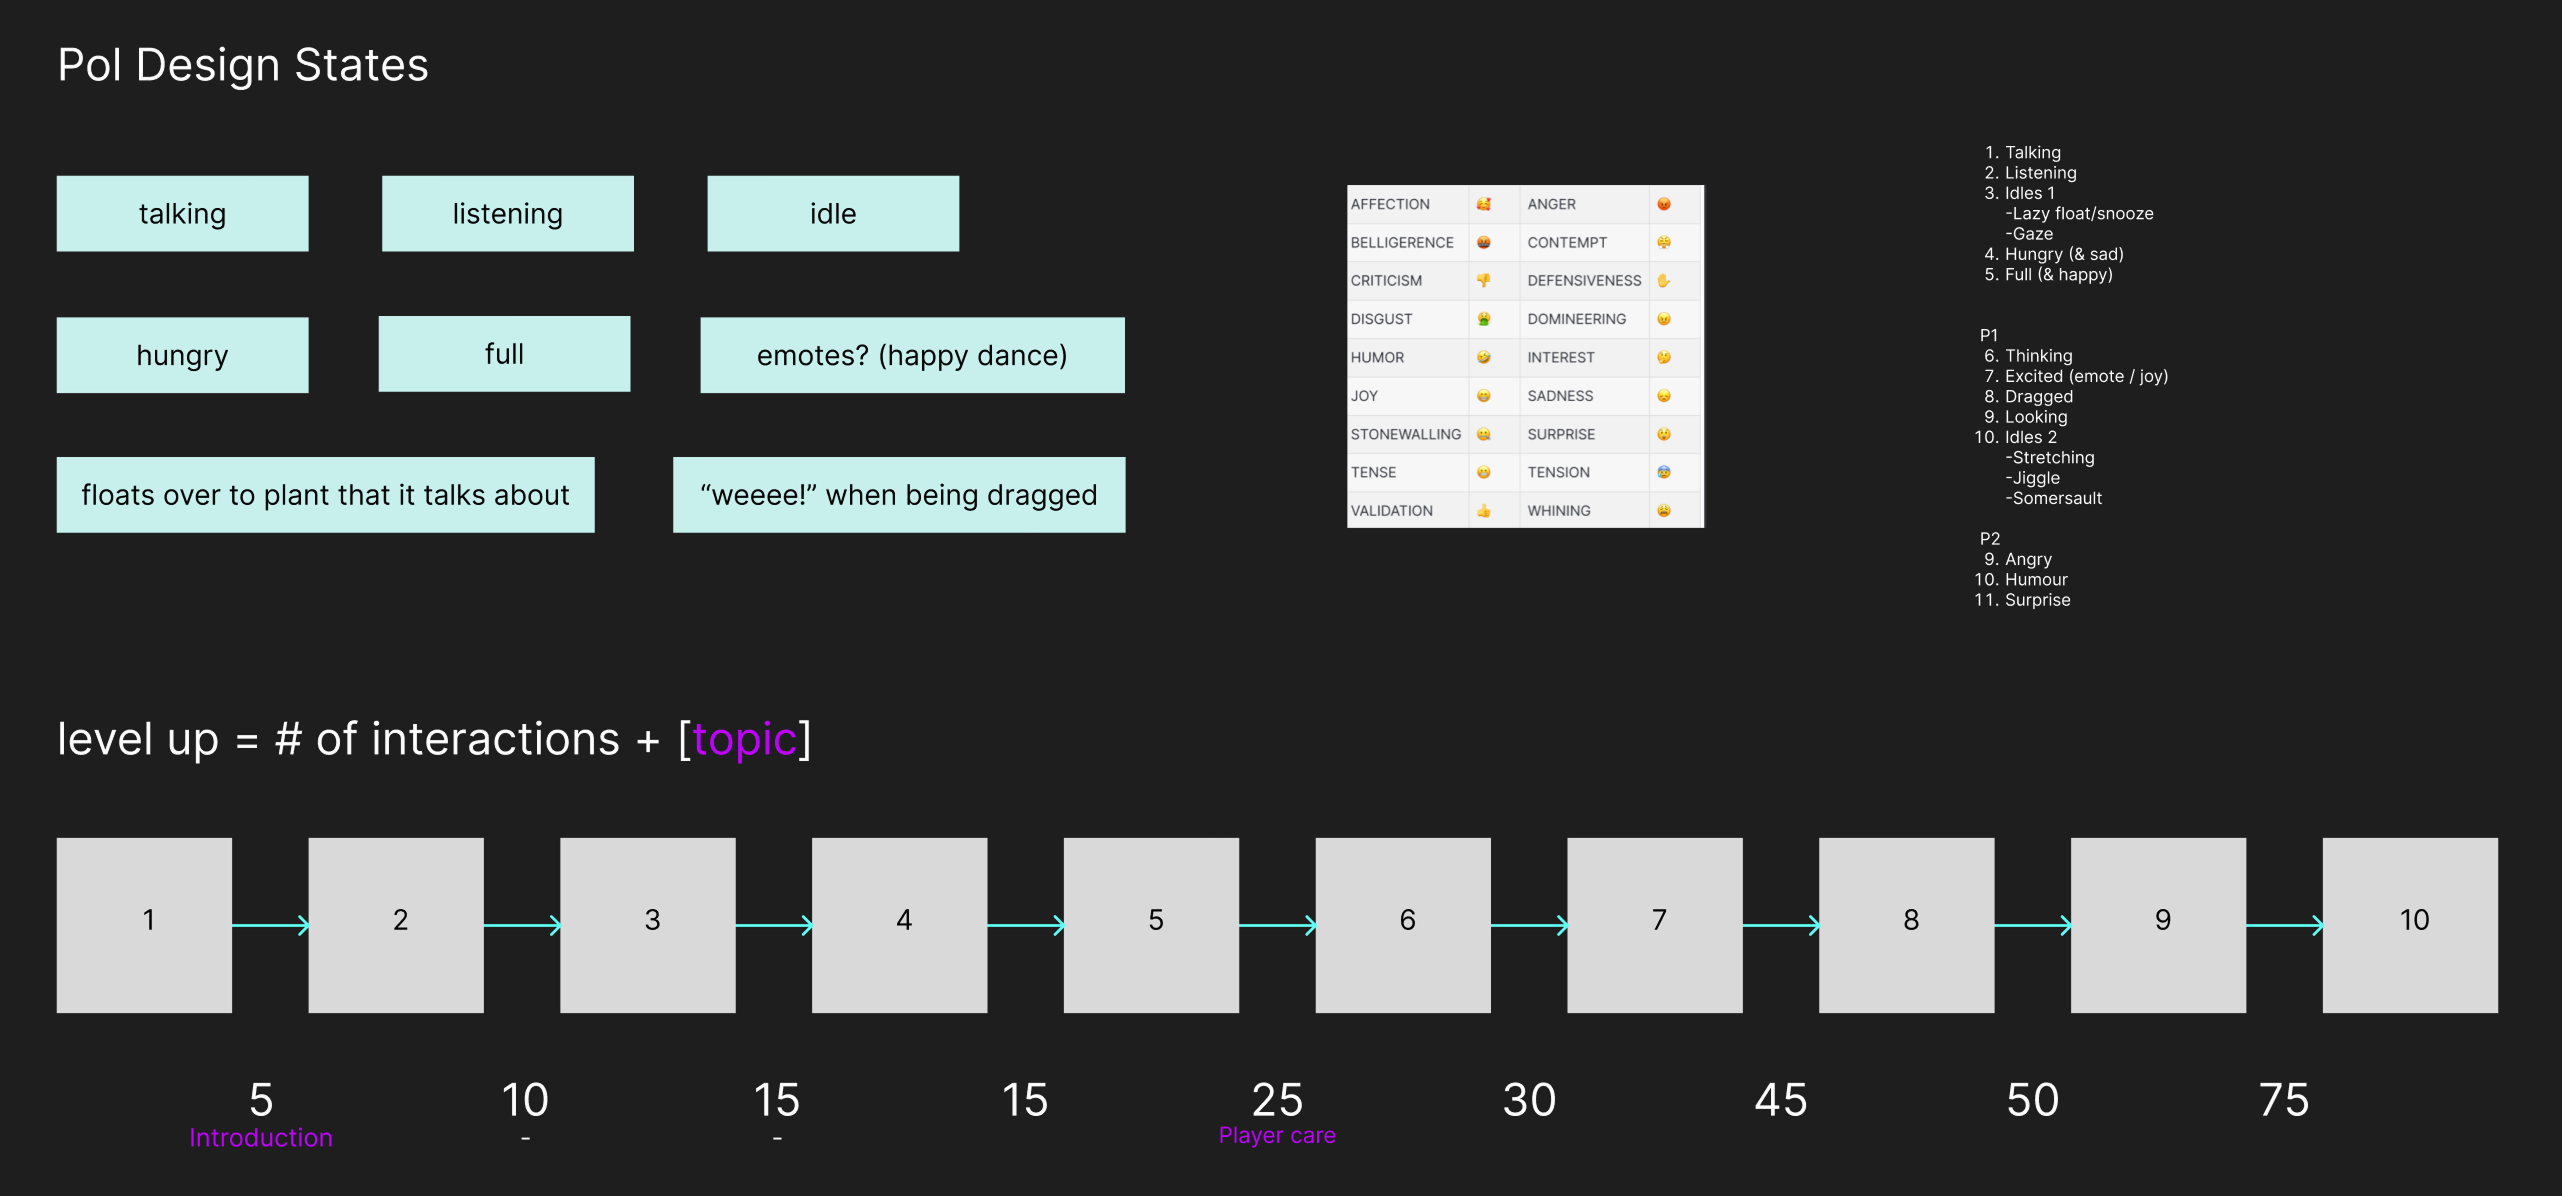 Pol Design States
talking
listening
idle
hungry
full
emotes? (happy dance)
floats over to plant that it talks about
“weeee!” when being dragged
AFFECTION 🥰 ANGER 😡
BELLIGERENCE 🤬 CONTEMPT 😤
CRITICISM 👎 DEFENSIVENESS ✋
DISGUST 🤮 DOMINEERING 😠
HUMOR 🤣 INTEREST 🤔
JOY 😁 SADNESS 😞
STONEWALLING 🤐 SURPRISE 😲
TENSE 😬 TENSION 😰
VALIDATION 👍 WHINING 😩
1. Talking
2. Listening
3. Idles 1
-Lazy float/snooze
-Gaze
4. Hungry (& sad)
5. Full (& happy)
P1
6. Thinking
7. Excited (emote / joy)
8. Dragged
9. Looking
10. Idles 2
-Stretching
-Jiggle
-Somersault
P2
9. Angry
10. Humour
11. Surprise
level up = # of interactions + [topic]
1 2 3 4 5 6 7 8 9 10
5 10 15 15 25 30 45 50 75
Introduction - - Player care